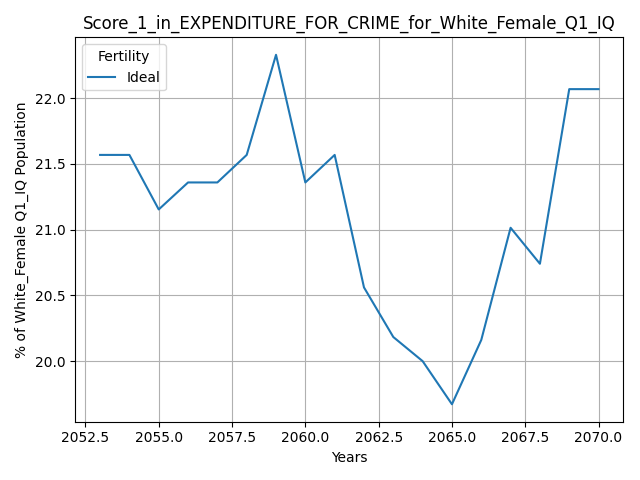 Score_1_in_EXPENDITURE_FOR_CRIME_for_White_Female_Q1_IQ
Fertility
Ideal
% of White_Female Q1_IQ Population
22.0
21.5
21.0
20.5
20.0
2052.5 2055.0 2057.5 2060.0 2062.5 2065.0 2067.5 2070.0
Years